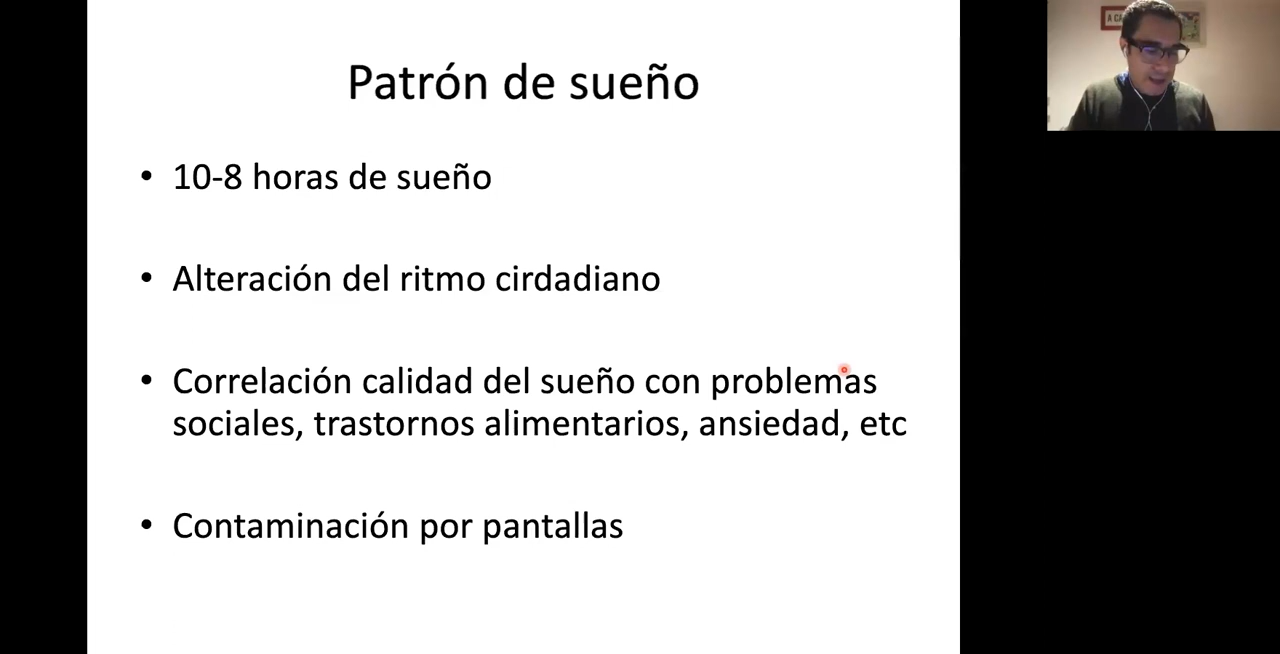 Patrón de sueño
• 10-8 horas de sueño
• Alteración del ritmo cirdadiano
• Correlación calidad del sueño con problemas
sociales, trastornos alimentarios, ansiedad, etc
• Contaminación por pantallas
A CA